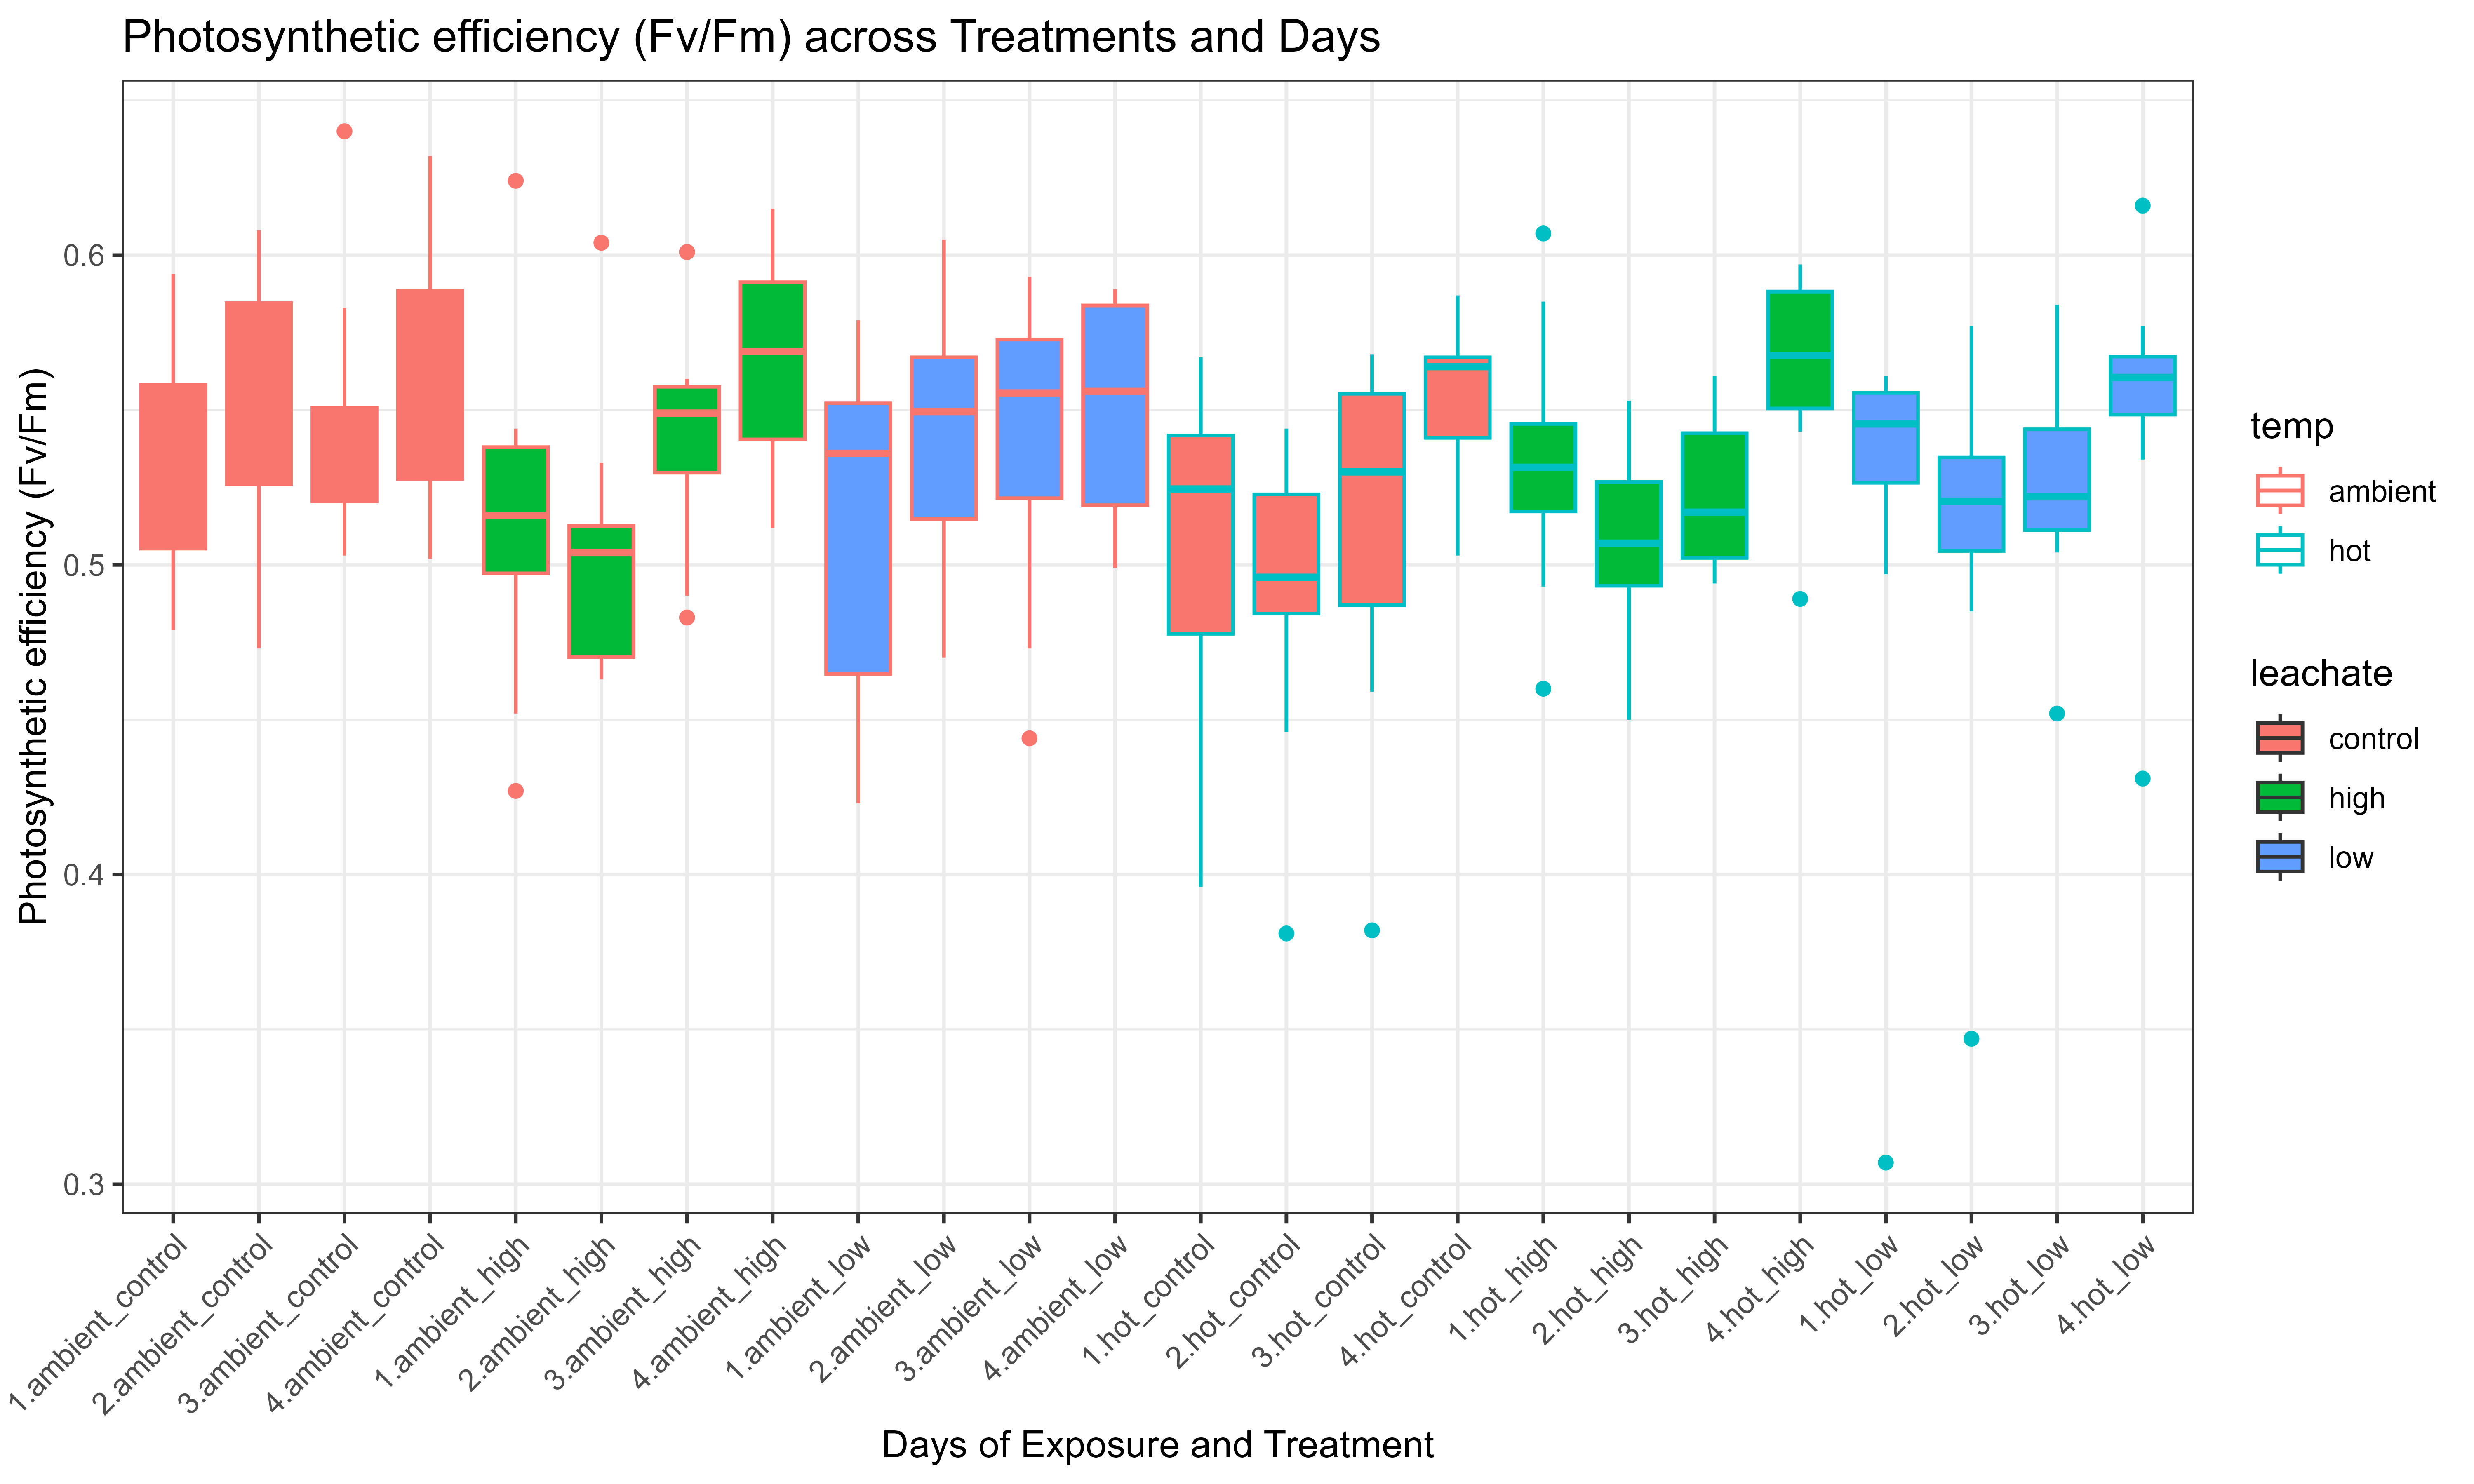 Photosynthetic efficiency (Fv/Fm) across Treatments and Days
Photosynthetic efficiency (Fv/Fm)
0.6
0.5
0.4
0.3
1.ambient_control
2.ambient_control
3.ambient_control
4.ambient_control
1.ambient_high
2.ambient_high
3.ambient_high
4.ambient_high
1.ambient_low
2.ambient_low
3.ambient_low
4.ambient_low
1.hot_control
2.hot_control
3.hot_control
4.hot_control
1.hot_high
2.hot_high
3.hot_high
4.hot_high
1.hot_low
2.hot_low
3.hot_low
4.hot_low
Days of Exposure and Treatment
temp
ambient
hot
leachate
control
high
low